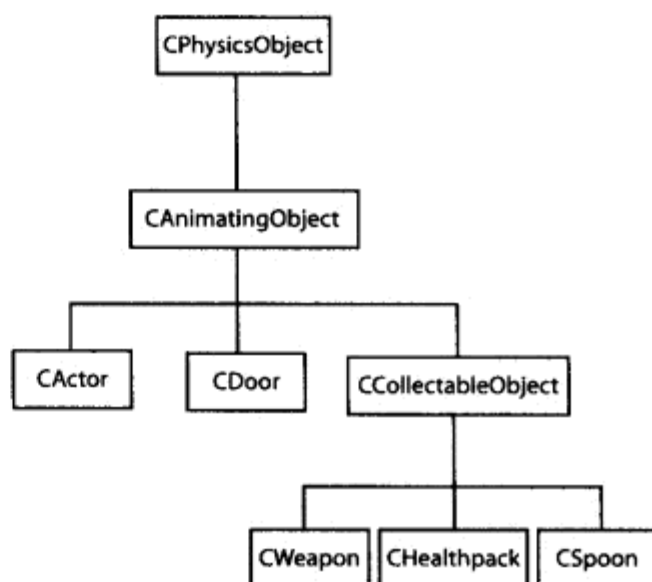 CPhysicsObject
CAnimatingObject
CActor
CDoor
CCollectableObject
CWeapon
CHealthpack
CSpoon